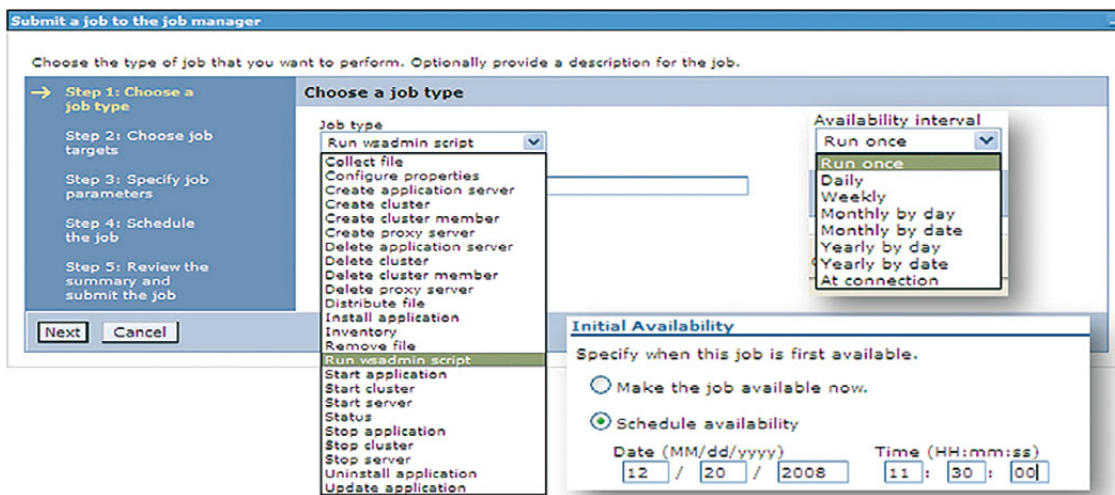 Submit a job to the job manager
Choose the type of job that you want to perform. Optionally provide a description for the job.
Step 1: Choose a
job type
Step 2: Choose job
targets
Step 3: Specify job
parameters
Step 4: Schedule
the job
Step 5: Review the
summary and
submit the job
Next
Cancel
Choose a job type
Job type
Run wsadmin script
Collect file
Configure properties
Create application server
Create cluster
Create cluster member
Create proxy server
Delete application server
Delete cluster
Delete cluster member
Delete proxy server
Distribute file
Install application
Inventory
Remove file
Run wsadmin script
Start application
Start cluster
Start server
Status
Stop application
Stop cluster
Stop server
Uninstall application
Update application
Availability interval
Run once
Run once
Daily
Weekly
Monthly by day
Monthly by date
Yearly by day
Yearly by date
At connection
Initial Availability
Specify when this job is first available.
Make the job available now.
Schedule availability
Date (MM/dd/yyyy) Time (HH:mm:ss)
12 / 20 / 2008 11 : 30 : 00